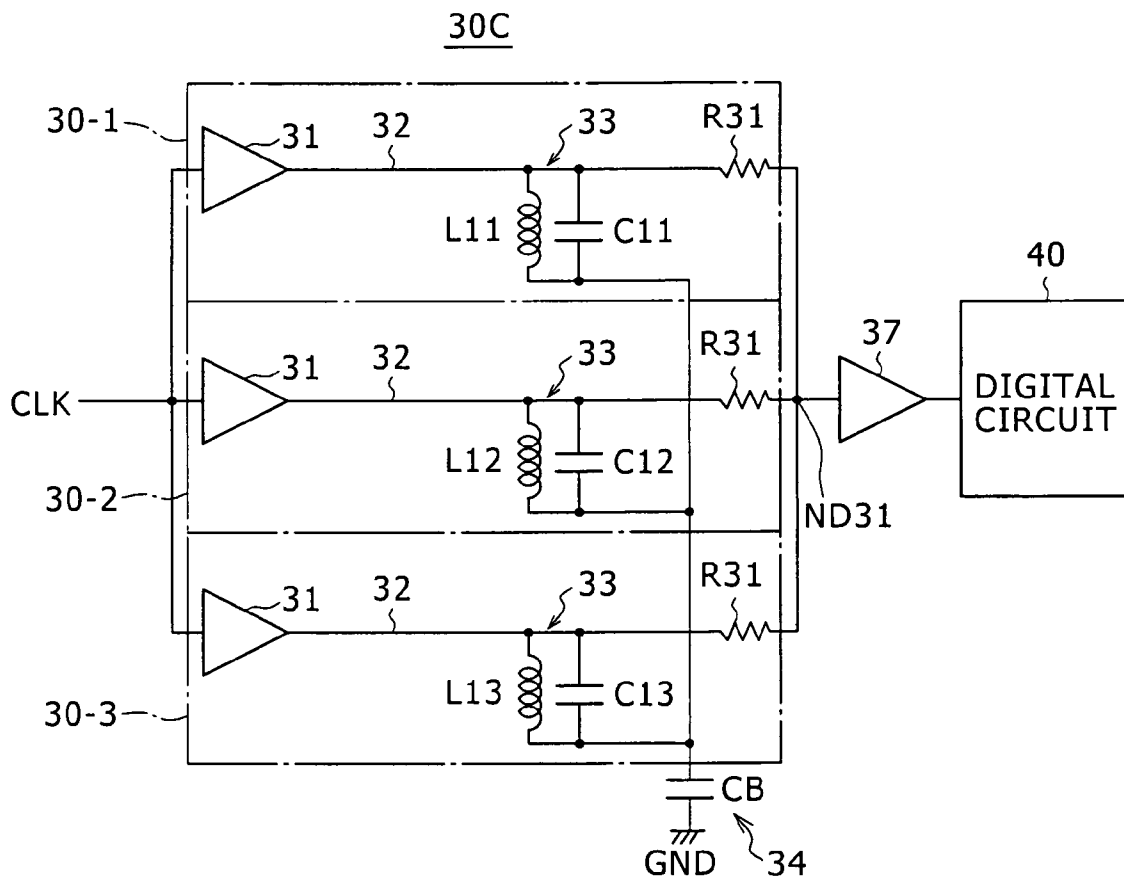 30C
30-1
31
32
33
R31
L11
C11
40
30-2
31
32
33
R31
37
CLK
DIGITAL
CIRCUIT
L12
C12
ND31
30-3
31
32
33
R31
L13
C13
CB
GND
34